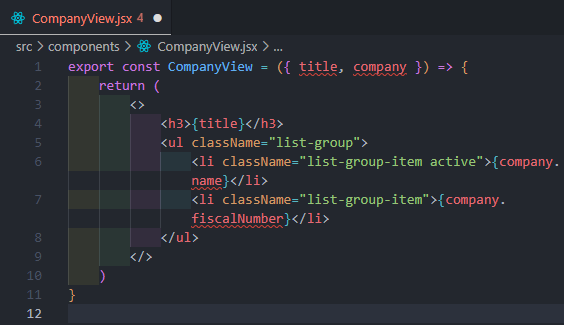 CompanyView.jsx 4
src > components > CompanyView.jsx > ...
1 export const CompanyView = ({ title, company }) => {
2 return (
3 <>
4 <h3>{title}</h3>
5 <ul className="list-group">
6 <li className="list-group-item active">{company.
name}</li>
7 <li className="list-group-item">{company.
fiscalNumber}</li>
8 </ul>
9 </>
10 )
11 }
12